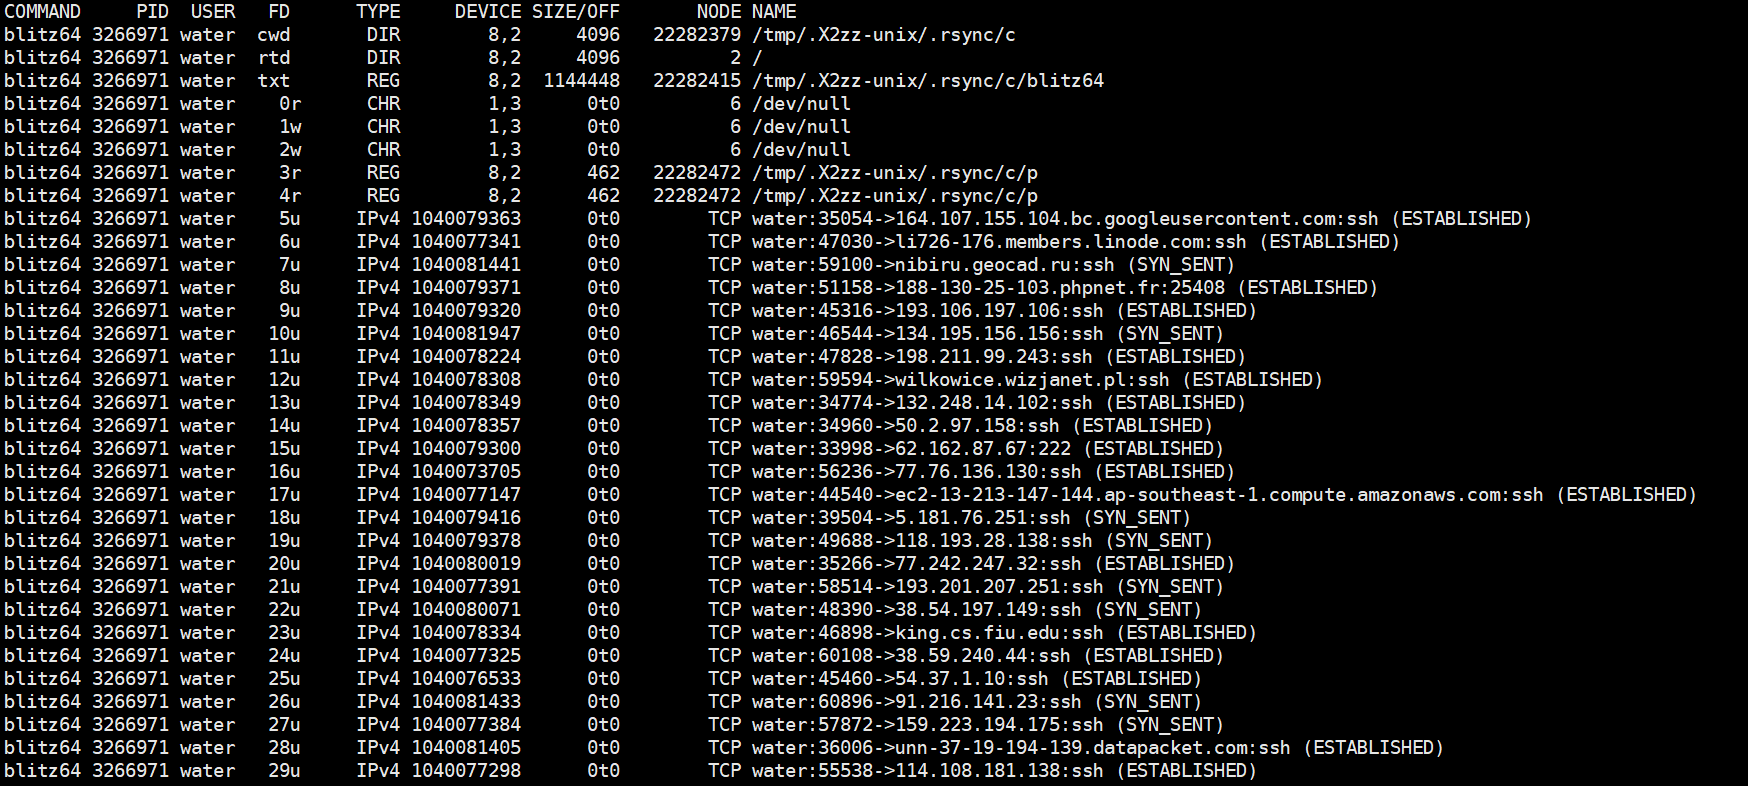 COMMAND     PID  USER   FD      TYPE     DEVICE SIZE/OFF       NODE NAME
blitz64 3266971 water  cwd       DIR        8,2     4096   22282379 /tmp/.X2zz-unix/.rsync/c
blitz64 3266971 water  rtd       DIR        8,2     4096          2 /
blitz64 3266971 water  txt       REG        8,2  1144448   22282415 /tmp/.X2zz-unix/.rsync/c/blitz64
blitz64 3266971 water    0r      CHR        1,3      0t0          6 /dev/null
blitz64 3266971 water    1w      CHR        1,3      0t0          6 /dev/null
blitz64 3266971 water    2w      CHR        1,3      0t0          6 /dev/null
blitz64 3266971 water    3r      REG        8,2      462   22282472 /tmp/.X2zz-unix/.rsync/c/p
blitz64 3266971 water    4r      REG        8,2      462   22282472 /tmp/.X2zz-unix/.rsync/c/p
blitz64 3266971 water    5u     IPv4 1040079363      0t0        TCP water:35054->164.107.155.104.bc.googleusercontent.com:ssh (ESTABLISHED)
blitz64 3266971 water    6u     IPv4 1040077341      0t0        TCP water:47030->li726-176.members.linode.com:ssh (ESTABLISHED)
blitz64 3266971 water    7u     IPv4 1040081441      0t0        TCP water:59100->nibiru.geocad.ru:ssh (SYN_SENT)
blitz64 3266971 water    8u     IPv4 1040079371      0t0        TCP water:51158->188-130-25-103.phpnet.fr:25408 (ESTABLISHED)
blitz64 3266971 water    9u     IPv4 1040079320      0t0        TCP water:45316->193.106.197.106:ssh (ESTABLISHED)
blitz64 3266971 water   10u     IPv4 1040081947      0t0        TCP water:46544->134.195.156.156:ssh (SYN_SENT)
blitz64 3266971 water   11u     IPv4 1040078224      0t0        TCP water:47828->198.211.99.243:ssh (ESTABLISHED)
blitz64 3266971 water   12u     IPv4 1040078308      0t0        TCP water:59594->wilkowice.wizjanet.pl:ssh (ESTABLISHED)
blitz64 3266971 water   13u     IPv4 1040078349      0t0        TCP water:34774->132.248.14.102:ssh (ESTABLISHED)
blitz64 3266971 water   14u     IPv4 1040078357      0t0        TCP water:34960->50.2.97.158:ssh (ESTABLISHED)
blitz64 3266971 water   15u     IPv4 1040079300      0t0        TCP water:33998->62.162.87.67:222 (ESTABLISHED)
blitz64 3266971 water   16u     IPv4 1040073705      0t0        TCP water:56236->77.76.136.130:ssh (ESTABLISHED)
blitz64 3266971 water   17u     IPv4 1040077147      0t0        TCP water:44540->ec2-13-213-147-144.ap-southeast-1.compute.amazonaws.com:ssh (ESTABLISHED)
blitz64 3266971 water   18u     IPv4 1040079416      0t0        TCP water:39504->5.181.76.251:ssh (SYN_SENT)
blitz64 3266971 water   19u     IPv4 1040079378      0t0        TCP water:49688->118.193.28.138:ssh (SYN_SENT)
blitz64 3266971 water   20u     IPv4 1040080019      0t0        TCP water:35266->77.242.247.32:ssh (ESTABLISHED)
blitz64 3266971 water   21u     IPv4 1040077391      0t0        TCP water:58514->193.201.207.251:ssh (SYN_SENT)
blitz64 3266971 water   22u     IPv4 1040080071      0t0        TCP water:48390->38.54.197.149:ssh (SYN_SENT)
blitz64 3266971 water   23u     IPv4 1040078334      0t0        TCP water:46898->king.cs.fiu.edu:ssh (ESTABLISHED)
blitz64 3266971 water   24u     IPv4 1040077325      0t0        TCP water:60108->38.59.240.44:ssh (ESTABLISHED)
blitz64 3266971 water   25u     IPv4 1040076533      0t0        TCP water:45460->54.37.1.10:ssh (ESTABLISHED)
blitz64 3266971 water   26u     IPv4 1040081433      0t0        TCP water:60896->91.216.141.23:ssh (SYN_SENT)
blitz64 3266971 water   27u     IPv4 1040077384      0t0        TCP water:57872->159.223.194.175:ssh (SYN_SENT)
blitz64 3266971 water   28u     IPv4 1040081405      0t0        TCP water:36006->unn-37-19-194-139.datapacket.com:ssh (ESTABLISHED)
blitz64 3266971 water   29u     IPv4 1040077298      0t0        TCP water:55538->114.108.181.138:ssh (ESTABLISHED)